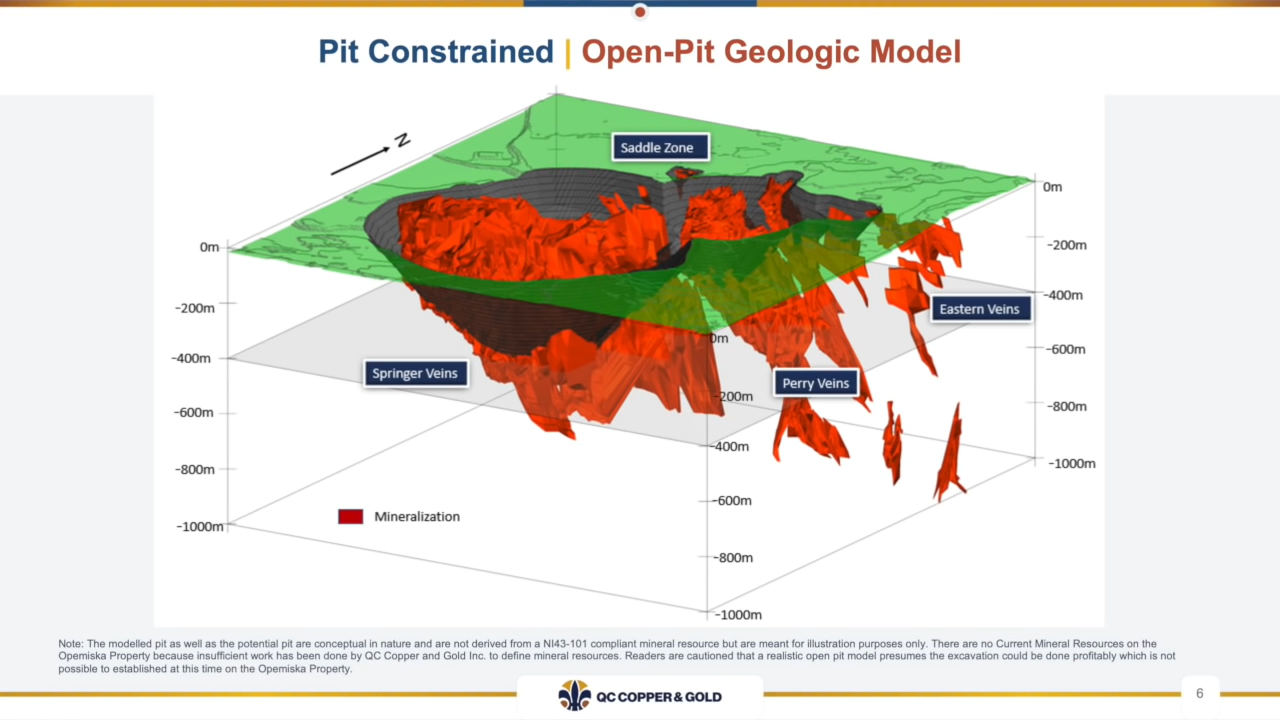 Pit Constrained | Open-Pit Geologic Model
N
Saddle Zone
0m
0m
-200m
-200m
-400m
Eastern Veins
0m
-400m
-600m
Springer Veins
Perry Veins
-200m
-800m
-600m
-400m
-1000m
-800m
-600m
Mineralization
-1000m
-800m
-1000m
Note: The modelled pit as well as the potential pit are conceptual in nature and are not derived from a NI43-101 compliant mineral resource but are meant for illustration purposes only. There are no Current Mineral Resources on the
Opemiska Property because insufficient work has been done by QC Copper and Gold Inc. to define mineral resources. Readers are cautioned that a realistic open pit model presumes the excavation could be done profitably which is not
possible to established at this time on the Opemiska Property.
QC COPPER & GOLD
6